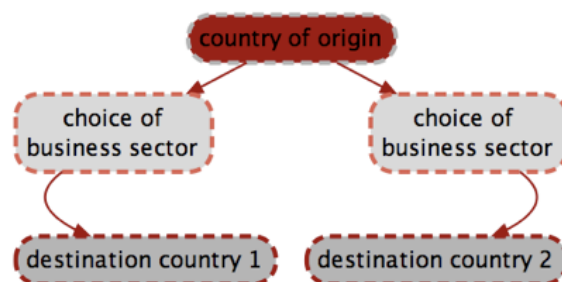 country of origin
choice of
business sector
choice of
business sector
destination country 1
destination country 2